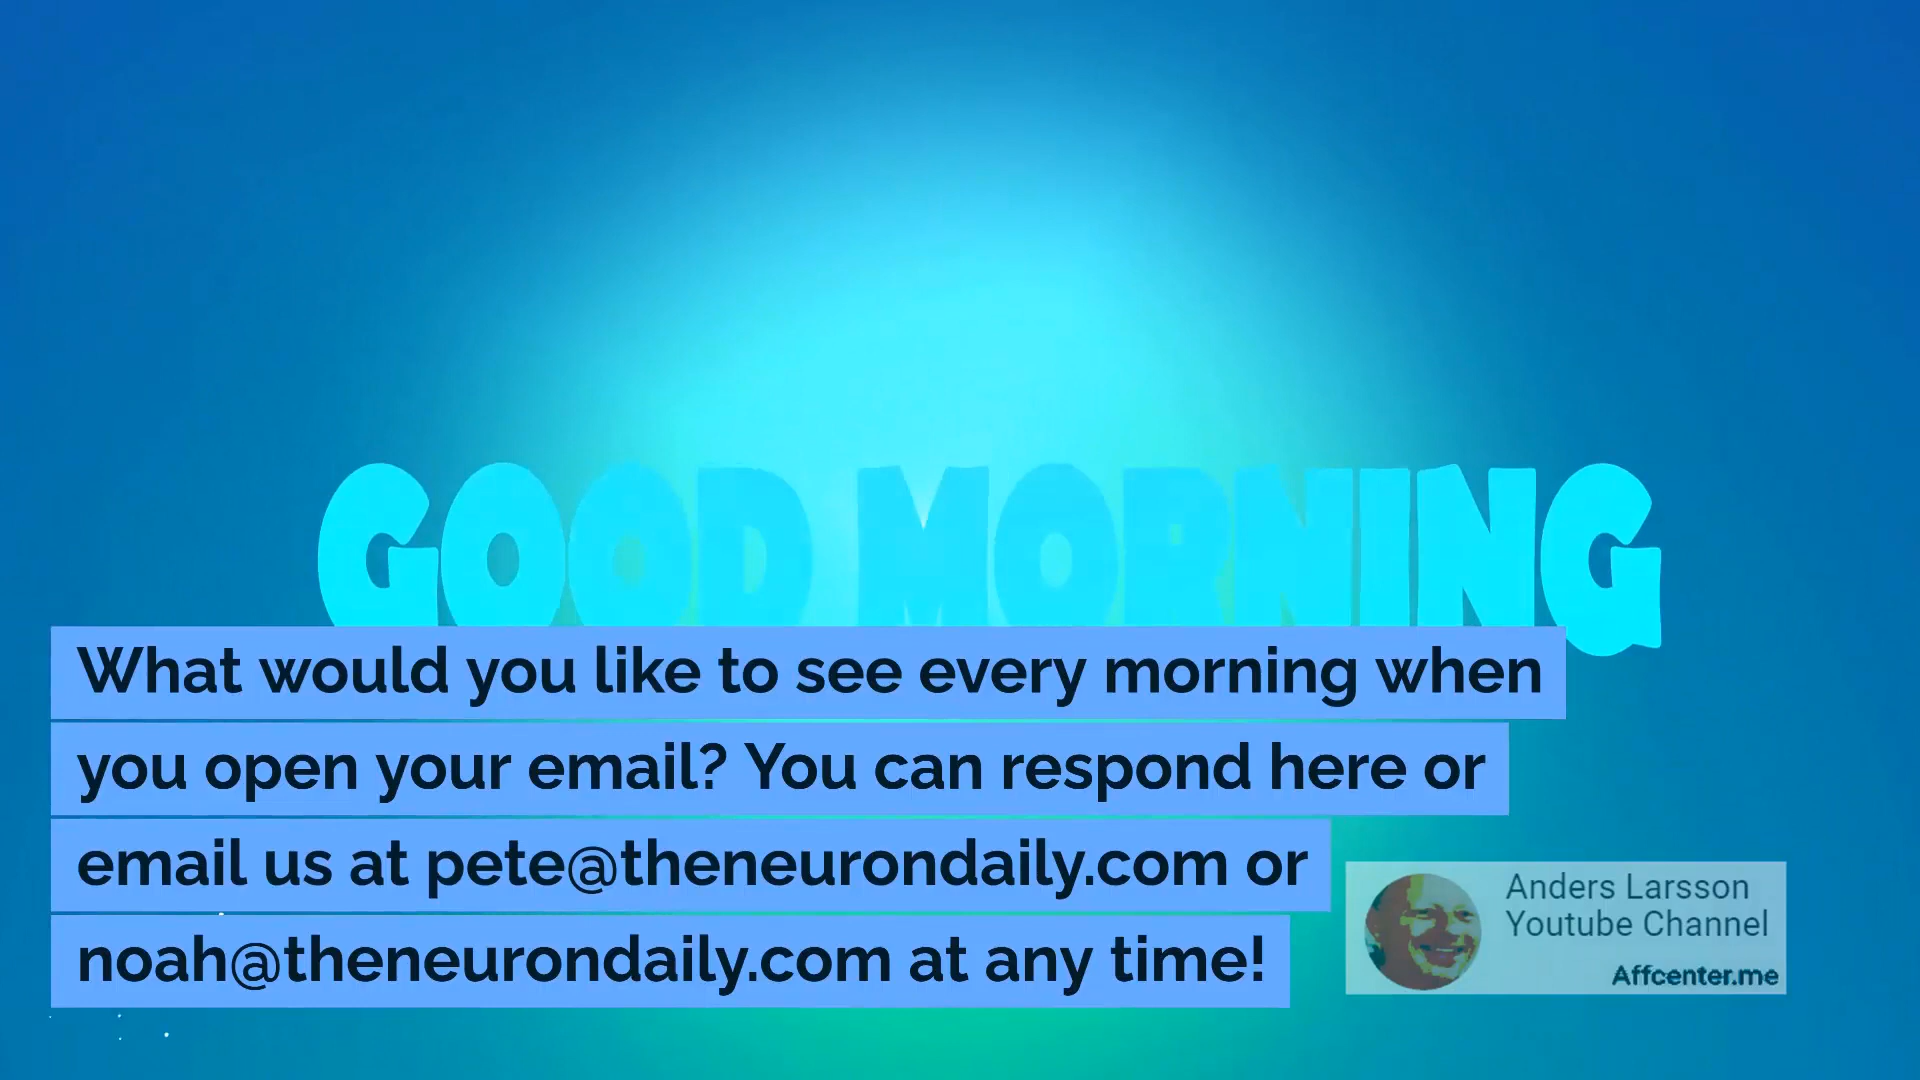 GOOD MORNING
What would you like to see every morning when
you open your email? You can respond here or
email us at pete@theneurondaily.com or
noah@theneurondaily.com at any time!
Anders Larsson
Youtube Channel
Affcenter.me